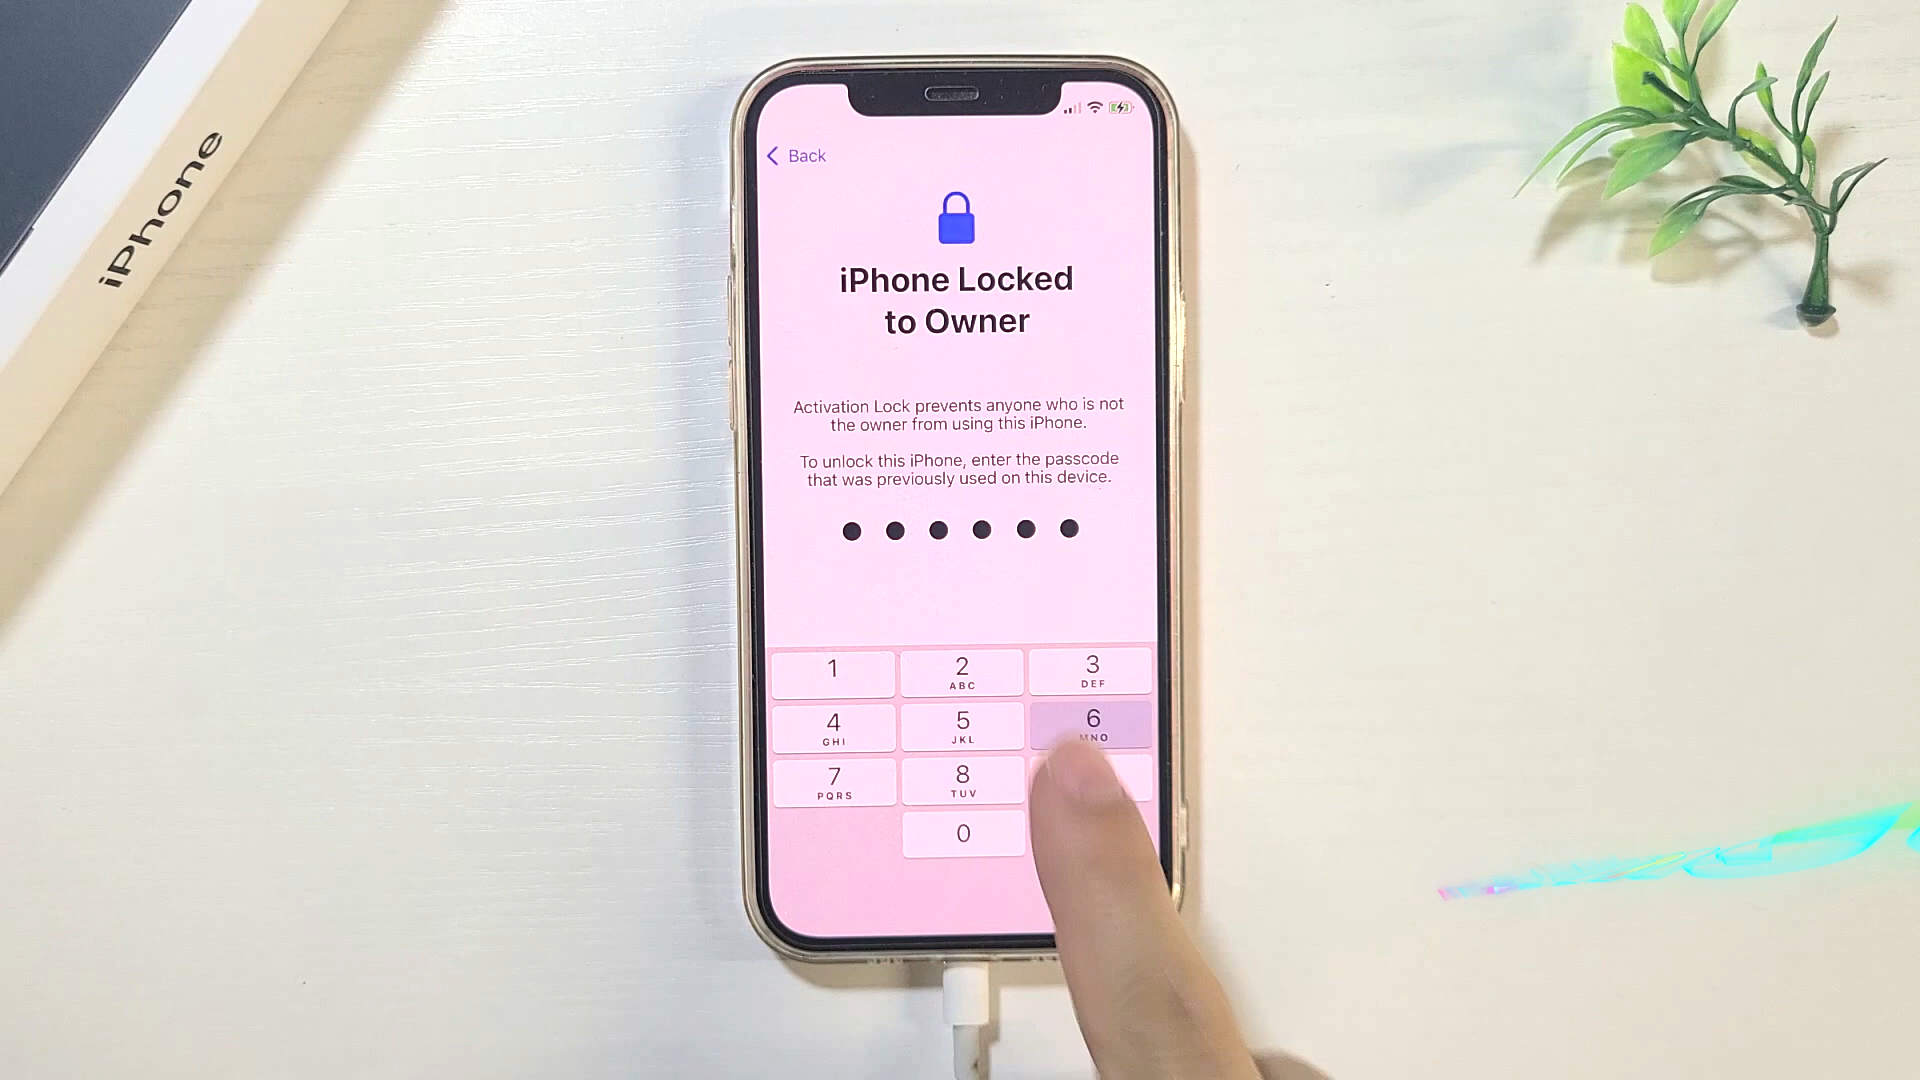 iPhone
Back
iPhone Locked
to Owner
Activation Lock prevents anyone who is not
the owner from using this iPhone.
To unlock this iPhone, enter the passcode
that was previously used on this device.
1
2
ABC
3
DEF
4
GHI
5
JKL
6
MNO
7
PQRS
8
TUV
0